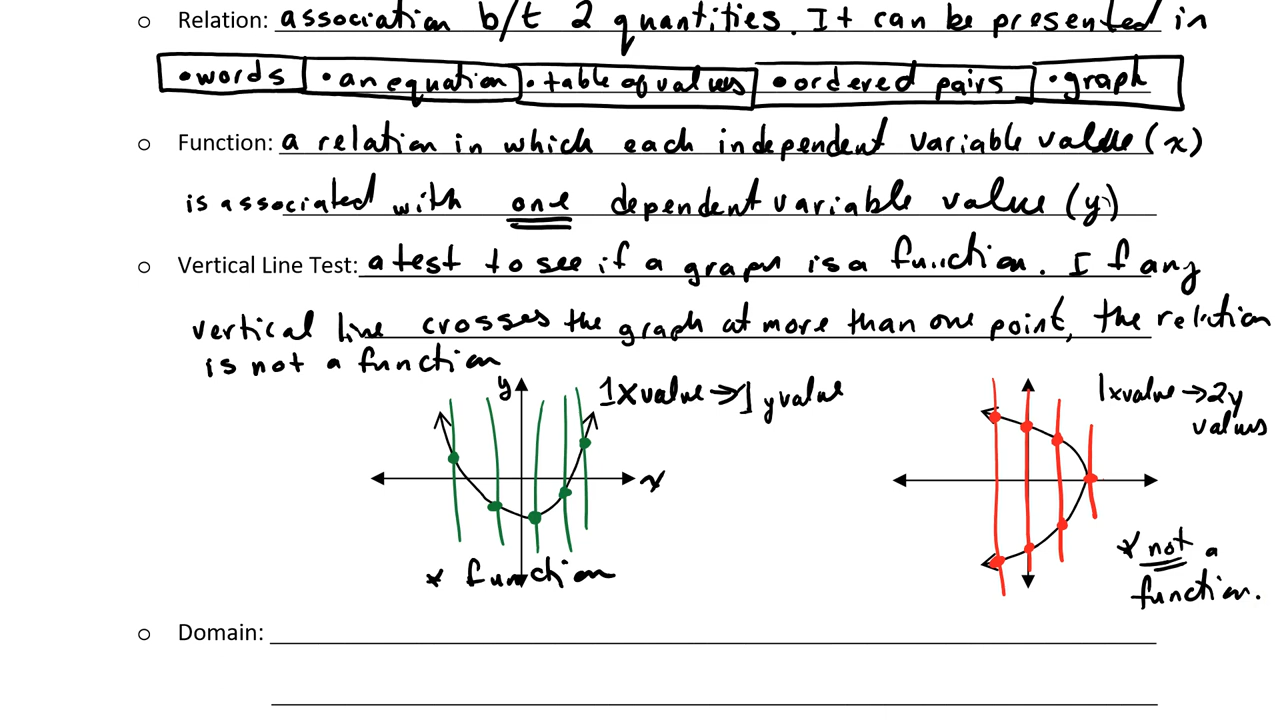 ○ Relation: association b/t 2 quantities. It can be presented in
•words •an equation •table of values •ordered pairs •graph
○ Function: a relation in which each independent variable value (x)
is associated with one dependent variable value (y)
○ Vertical Line Test: a test to see if a graph is a function. If any
vertical line crosses the graph at more than one point, the relation
is not a function
y
1 x value → 1 y value
x
* function
1 x value → 2 y
values
* not a
function.
○ Domain: